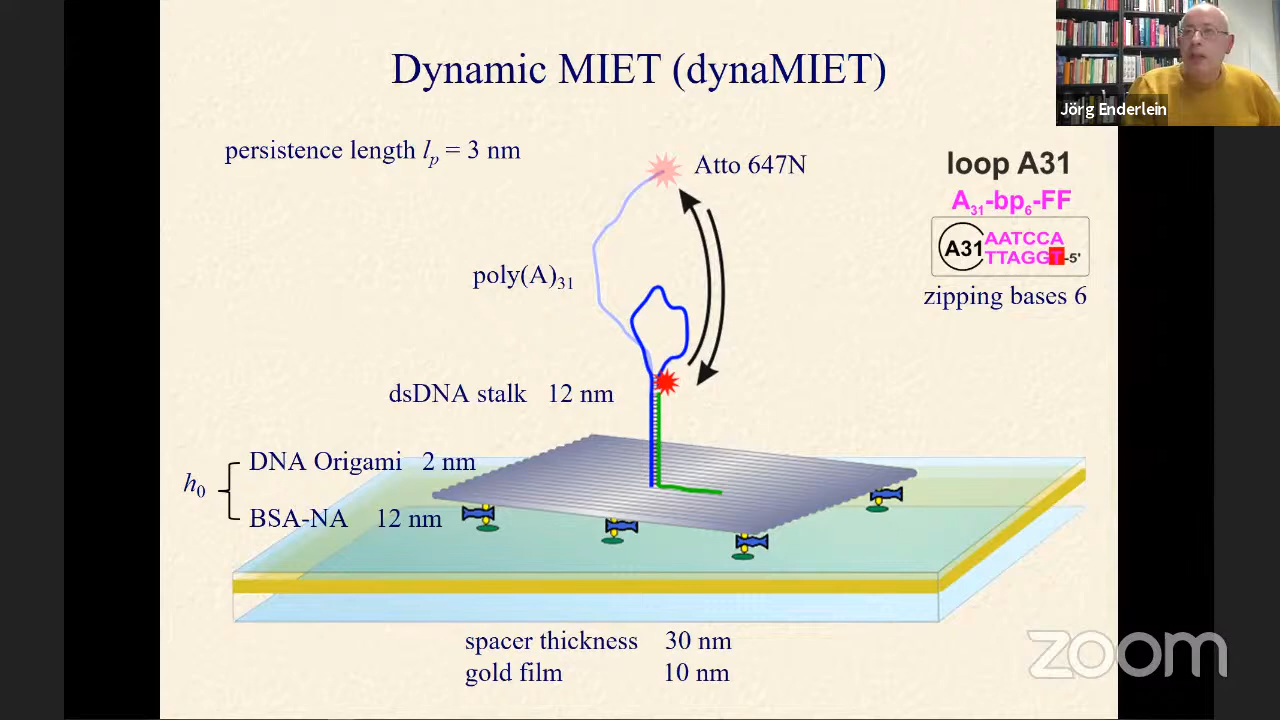 Dynamic MIET (dynaMIET)
Jörg Enderlein
persistence length lp = 3 nm
Atto 647N
loop A31
A31-bp6-FF
A31
AATCCA
TTAGGT-5'
zipping bases 6
poly(A)31
dsDNA stalk 12 nm
h0
DNA Origami 2 nm
BSA-NA 12 nm
spacer thickness 30 nm
gold film 10 nm
zoom